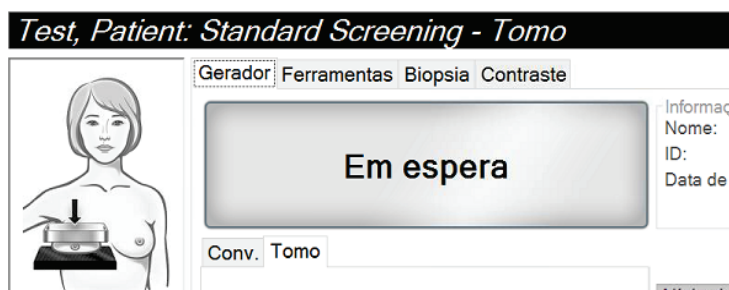 Test, Patient: Standard Screening - Tomo
Gerador Ferramentas Biopsia Contraste
Em espera
Nome:
ID:
Data de
Conv. Tomo